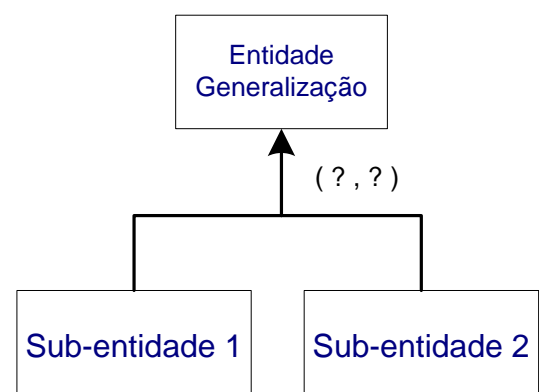 Entidade
Generalização
( ? , ? )
Sub-entidade 1
Sub-entidade 2